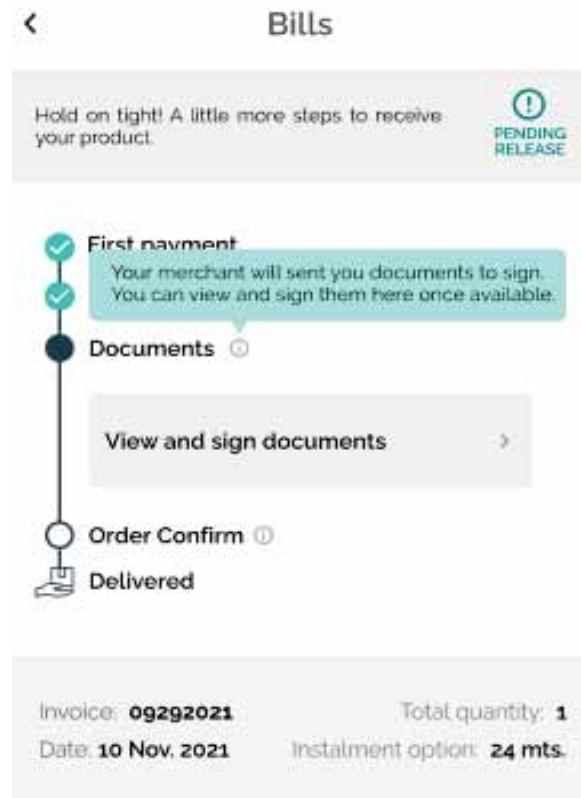 Bills
Hold on tight! A little more steps to receive
your product.
PENDING
RELEASE
First payment
Your merchant will sent you documents to sign.
You can view and sign them here once available.
Documents
View and sign documents
Order Confirm
Delivered
Invoice: 09292021
Total quantity: 1
Date: 10 Nov. 2021
Instalment option: 24 mts.